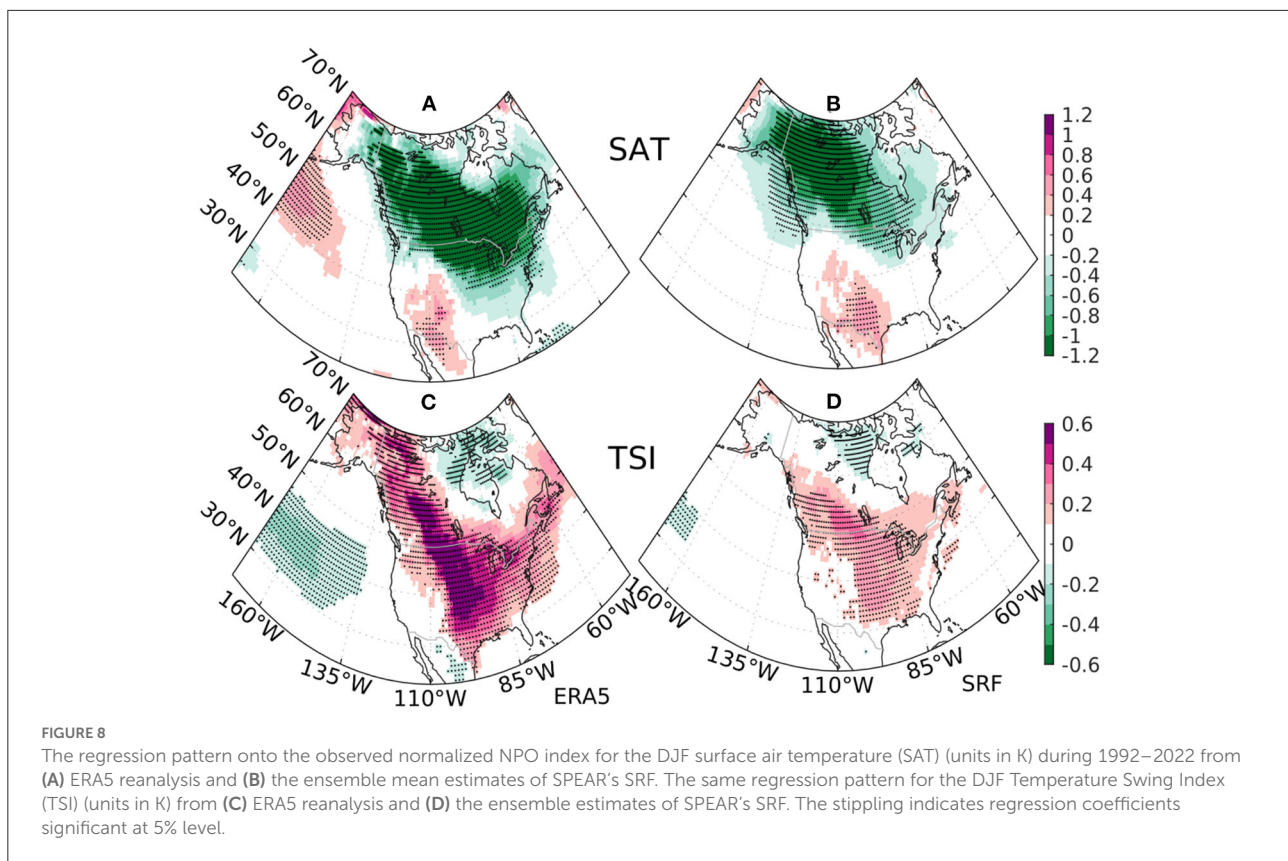 70°N
60°N
50°N
40°N
30°N
A
SAT
B
1.2
1
0.8
0.6
0.4
0.2
0
-0.2
-0.4
-0.6
-0.8
-1
-1.2
70°N
60°N
50°N
40°N
30°N
C
TSI
D
0.6
0.4
0.2
0
-0.2
-0.4
-0.6
160°W
135°W
110°W
85°W
60°W
ERA5
160°W
135°W
110°W
85°W
60°W
SRF
FIGURE 8
The regression pattern onto the observed normalized NPO index for the DJF surface air temperature (SAT) (units in K) during 1992–2022 from
(A) ERA5 reanalysis and (B) the ensemble mean estimates of SPEAR's SRF. The same regression pattern for the DJF Temperature Swing Index
(TSI) (units in K) from (C) ERA5 reanalysis and (D) the ensemble estimates of SPEAR's SRF. The stippling indicates regression coefficients
significant at 5% level.